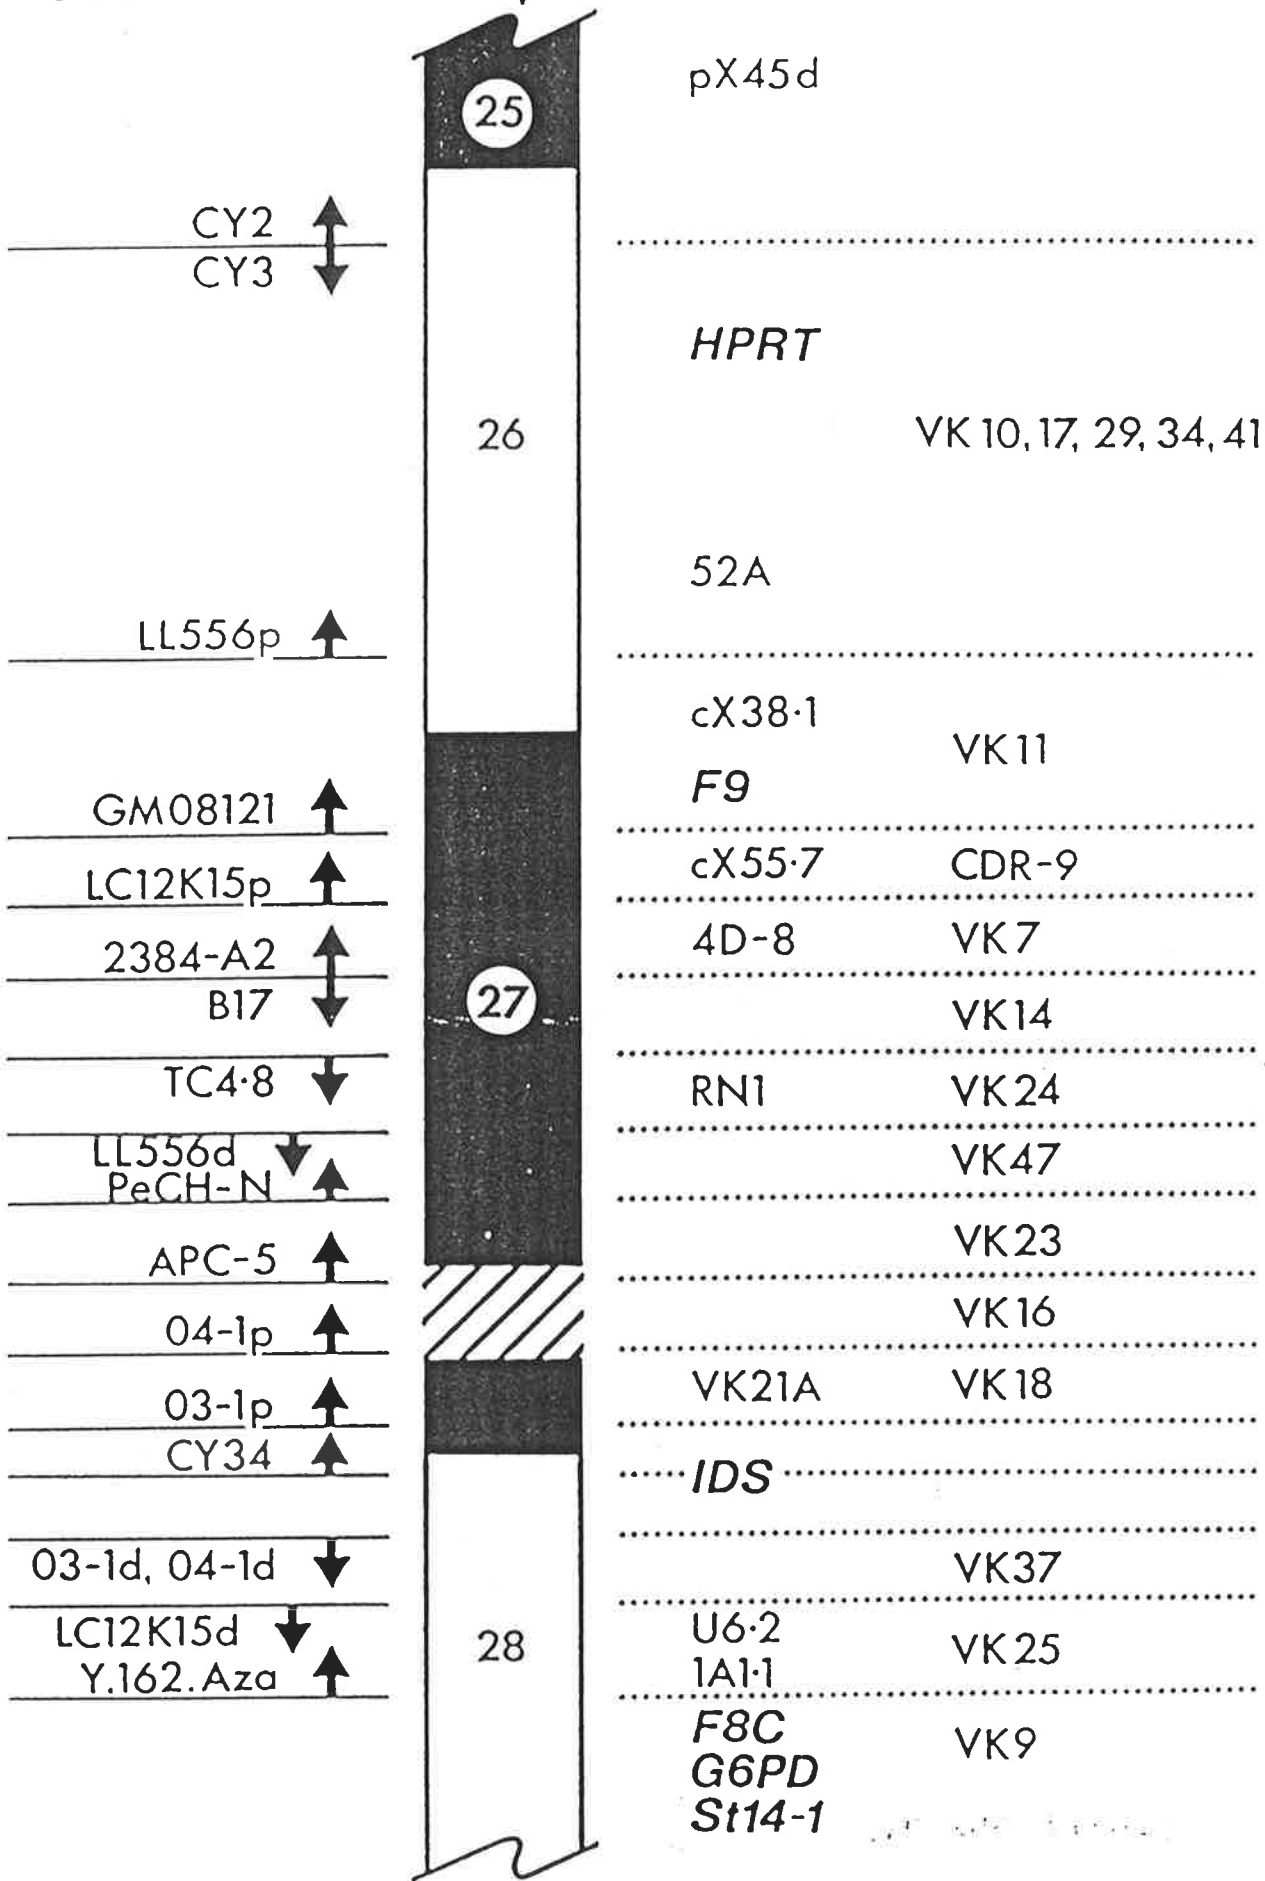 pX45d
25
CY2
CY3
HPRT
26
VK 10, 17, 29, 34, 41
52A
LL556p
cX38·1
VK11
F9
GM08121
cX55·7 CDR-9
LC12K15p
4D-8 VK7
2384-A2
27
B17
VK14
TC4·8
RN1 VK24
LL556d
VK47
PeCH-N
VK23
APC-5
VK16
04-1p
VK21A VK18
03-1p
CY34
IDS
03-1d, 04-1d
VK37
LC12K15d
U6·2
28
VK25
1A1·1
Y.162.Aza
F8C
VK9
G6PD
St14-1